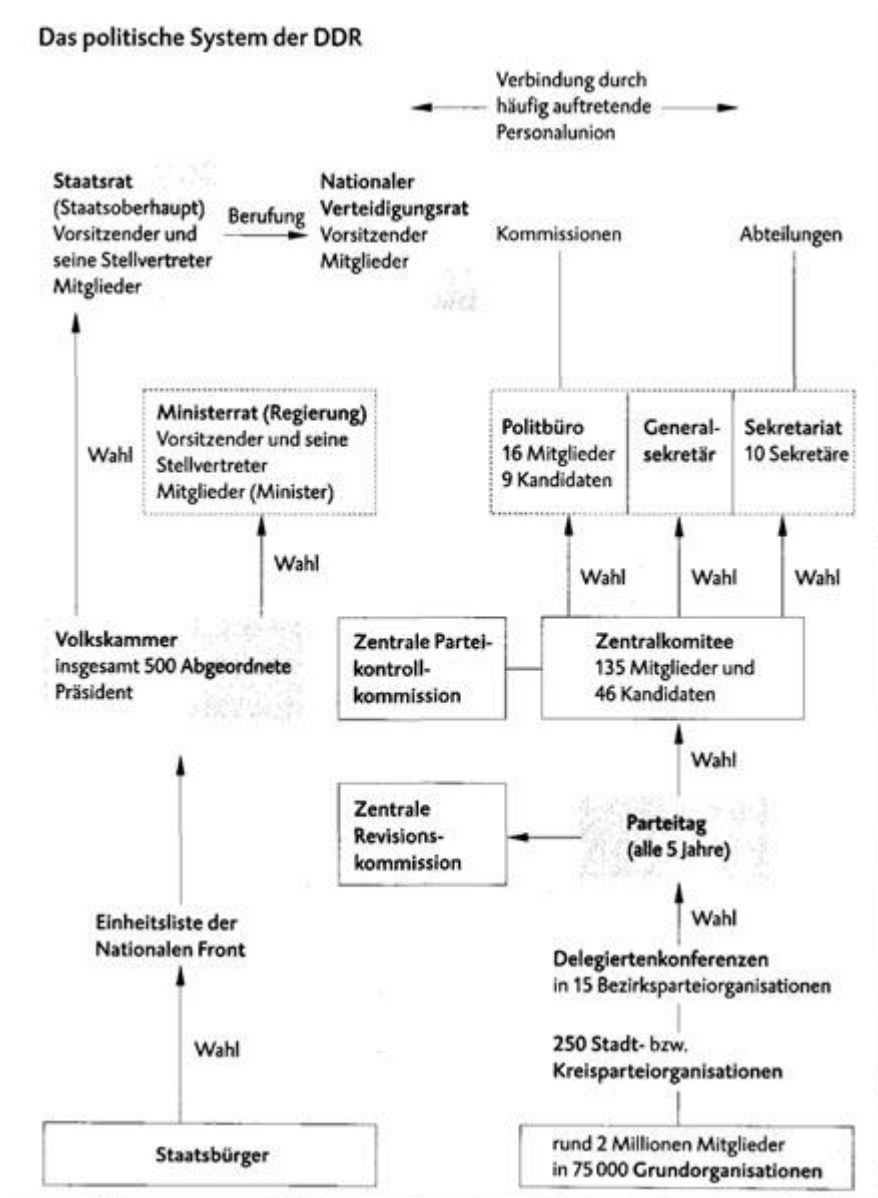 Das politische System der DDR
Verbindung durch
häufig auftretende
Personalunion
Staatsrat
(Staatsoberhaupt)
Vorsitzender und
seine Stellvertreter
Mitglieder
Berufung
Nationaler
Verteidigungsrat
Vorsitzender
Mitglieder
Kommissionen
Abteilungen
Wahl
Ministerrat (Regierung)
Vorsitzender und seine
Stellvertreter
Mitglieder (Minister)
Politbüro
16 Mitglieder
9 Kandidaten
General-
sekretär
Sekretariat
10 Sekretäre
Wahl
Wahl
Wahl
Wahl
Volkskammer
insgesamt 500 Abgeordnete
Präsident
Zentrale Partei-
kontroll-
kommission
Zentralkomitee
135 Mitglieder und
46 Kandidaten
Wahl
Zentrale
Revisions-
kommission
Parteitag
(alle 5 Jahre)
Wahl
Einheitsliste der
Nationalen Front
Delegiertenkonferenzen
in 15 Bezirksparteiorganisationen
Wahl
250 Stadt- bzw.
Kreisparteiorganisationen
Staatsbürger
rund 2 Millionen Mitglieder
in 75 000 Grundorganisationen